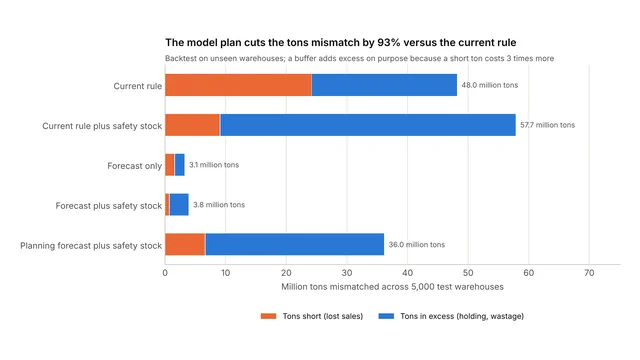 The model plan cuts the tons mismatch by 93% versus the current rule
Backtest on unseen warehouses; a buffer adds excess on purpose because a short ton costs 3 times more
Current rule
48.0 million tons
Current rule plus safety stock
57.7 million tons
Forecast only
3.1 million tons
Forecast plus safety stock
3.8 million tons
Planning forecast plus safety stock
36.0 million tons
0 10 20 30 40 50 60 70
Million tons mismatched across 5,000 test warehouses
Tons short (lost sales) Tons in excess (holding, wastage)